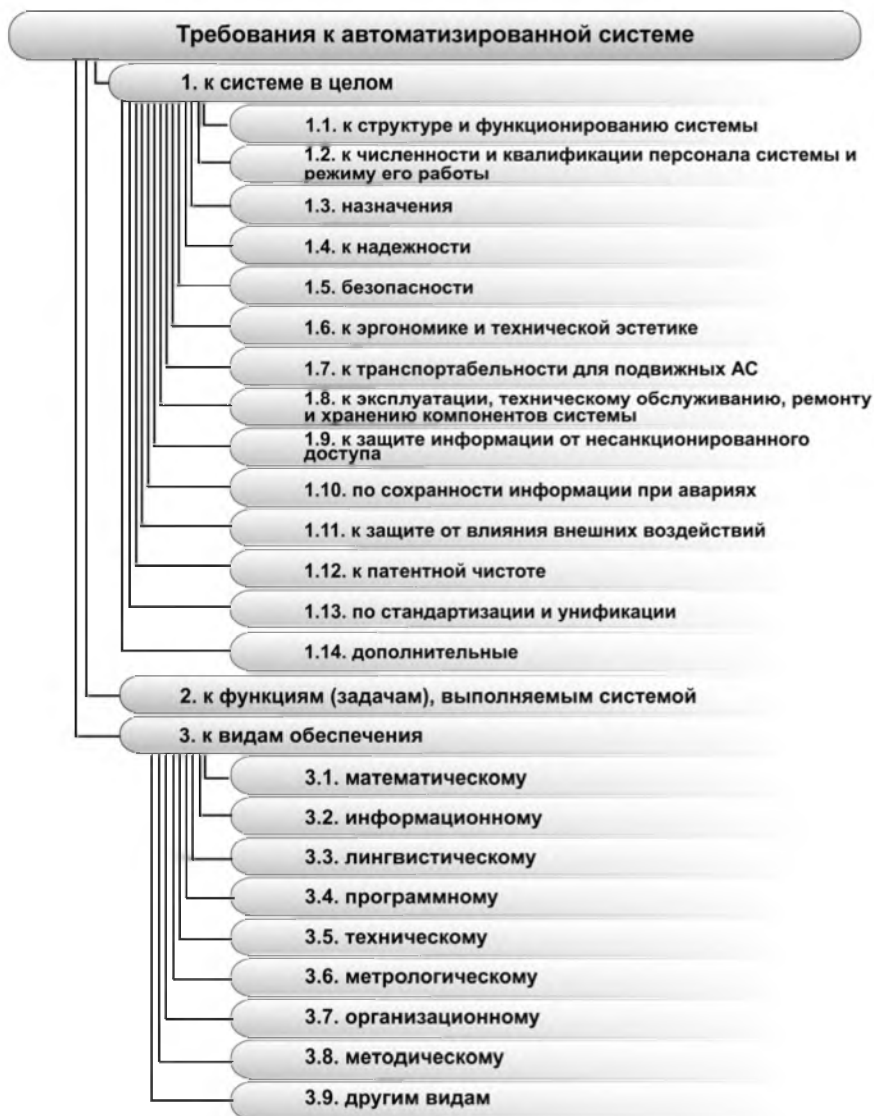 Требования к автоматизированной системе
1. к системе в целом
1.1. к структуре и функционированию системы
1.2. к численности и квалификации персонала системы и
режиму его работы
1.3. назначения
1.4. к надежности
1.5. безопасности
1.6. к эргономике и технической эстетике
1.7. к транспортабельности для подвижных АС
1.8. к эксплуатации, техническому обслуживанию, ремонту
и хранению компонентов системы
1.9. к защите информации от несанкционированного
доступа
1.10. по сохранности информации при авариях
1.11. к защите от влияния внешних воздействий
1.12. к патентной чистоте
1.13. по стандартизации и унификации
1.14. дополнительные
2. к функциям (задачам), выполняемым системой
3. к видам обеспечения
3.1. математическому
3.2. информационному
3.3. лингвистическому
3.4. программному
3.5. техническому
3.6. метрологическому
3.7. организационному
3.8. методическому
3.9. другим видам